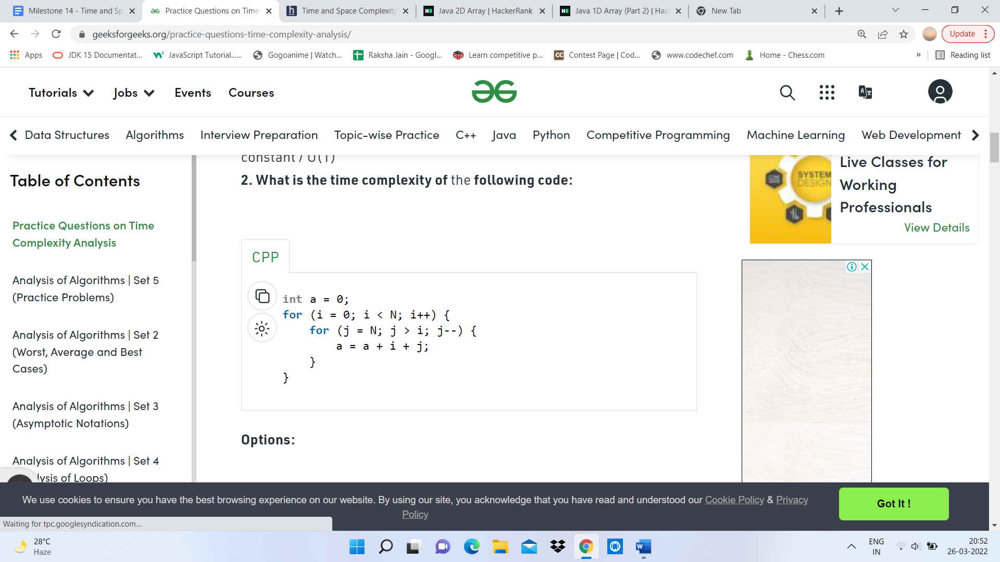 Milestone 14 - Time and Sp
Practice Questions on Time
Time and Space Complexity
Java 2D Array | HackerRank
Java 1D Array (Part 2) | Hac
New Tab
geeksforgeeks.org/practice-questions-time-complexity-analysis/
Update
Apps
JDK 15 Documentat...
JavaScript Tutorial......
Gogoanime | Watch...
Raksha Jain - Googl...
Learn competitive p...
CC
Contest Page | Cod...
www.codechef.com
Home - Chess.com
»
Reading list
Tutorials
Jobs
Events
Courses
Data Structures
Algorithms
Interview Preparation
Topic-wise Practice
C++
Java
Python
Competitive Programming
Machine Learning
Web Development
Table of Contents
Practice Questions on Time
Complexity Analysis
Analysis of Algorithms | Set 5
(Practice Problems)
Analysis of Algorithms | Set 2
(Worst, Average and Best
Cases)
Analysis of Algorithms | Set 3
(Asymptotic Notations)
Analysis of Algorithms | Set 4
lysis of Loops)
constant / O(1)
2. What is the time complexity of the following code:
CPP
int a = 0;
for (i = 0; i < N; i++) {
for (j = N; j > i; j--) {
a = a + i + j;
}
}
Options:
SYSTEM
DESIGN
Live Classes for
Working
Professionals
View Details
We use cookies to ensure you have the best browsing experience on our website. By using our site, you acknowledge that you have read and understood our Cookie Policy & Privacy
Policy
Got It !
Waiting for tpc.googlesyndication.com...
28°C
Haze
ENG
IN
20:52
26-03-2022